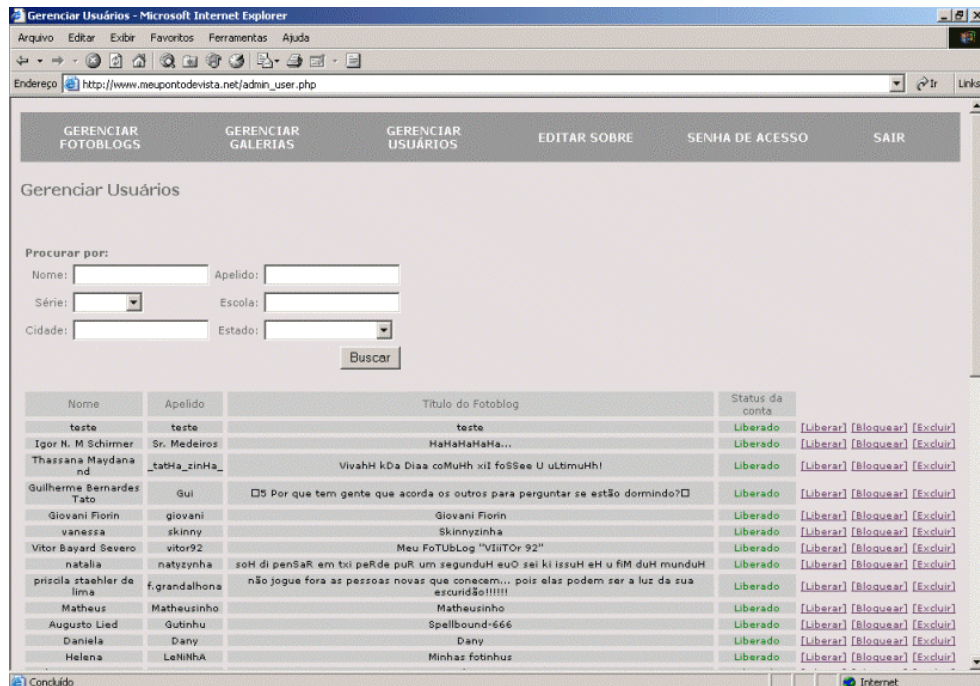 Gerenciar Usuários - Microsoft Internet Explorer
Arquivo Editar Exibir Favoritos Ferramentas Ajuda
Endereço http://www.meupontodevista.net/admin_user.php Ir Links
GERENCIAR FOTOBLOGS GERENCIAR GALERIAS GERENCIAR USUÁRIOS EDITAR SOBRE SENHA DE ACESSO SAIR
Gerenciar Usuários
Procurar por:
Nome: Apelido:
Série: Escola:
Cidade: Estado:
Buscar
Nome Apelido Título do Fotoblog Status da conta
teste teste teste Liberado [Liberar] [Bloquear] [Excluir]
Igor N. M Schirmer Sr. Medeiros HaHaHaHaHa... Liberado [Liberar] [Bloquear] [Excluir]
Thassana Maydana nd _tatHa_zinHa_ VivahH kDa Diaa coMuHh xiI foSSee U uLtimuHh! Liberado [Liberar] [Bloquear] [Excluir]
Guilherme Bernardes Tato Gui □5 Por que tem gente que acorda os outros para perguntar se estão dormindo?□ Liberado [Liberar] [Bloquear] [Excluir]
Giovani Fiorin giovani Giovani Fiorin Liberado [Liberar] [Bloquear] [Excluir]
vanessa skinny Skinnyzinha Liberado [Liberar] [Bloquear] [Excluir]
Vitor Bayard Severo vitor92 Meu FoTUbLog "VIiiTOr 92" Liberado [Liberar] [Bloquear] [Excluir]
natalia natyzynha soH di penSaR em txi peRde puR um segunduH euO sei ki issuH eH u fiM duH munduH Liberado [Liberar] [Bloquear] [Excluir]
priscila staehler de lima f.grandalhona não jogue fora as pessoas novas que conecem... pois elas podem ser a luz da sua escuridão!!!!!! Liberado [Liberar] [Bloquear] [Excluir]
Matheus Matheusinho Matheusinho Liberado [Liberar] [Bloquear] [Excluir]
Augusto Lied Gutinhu Spellbound-666 Liberado [Liberar] [Bloquear] [Excluir]
Daniela Dany Dany Liberado [Liberar] [Bloquear] [Excluir]
Helena LeNiNhA Minhas fotinhus Liberado [Liberar] [Bloquear] [Excluir]
Concluído Internet